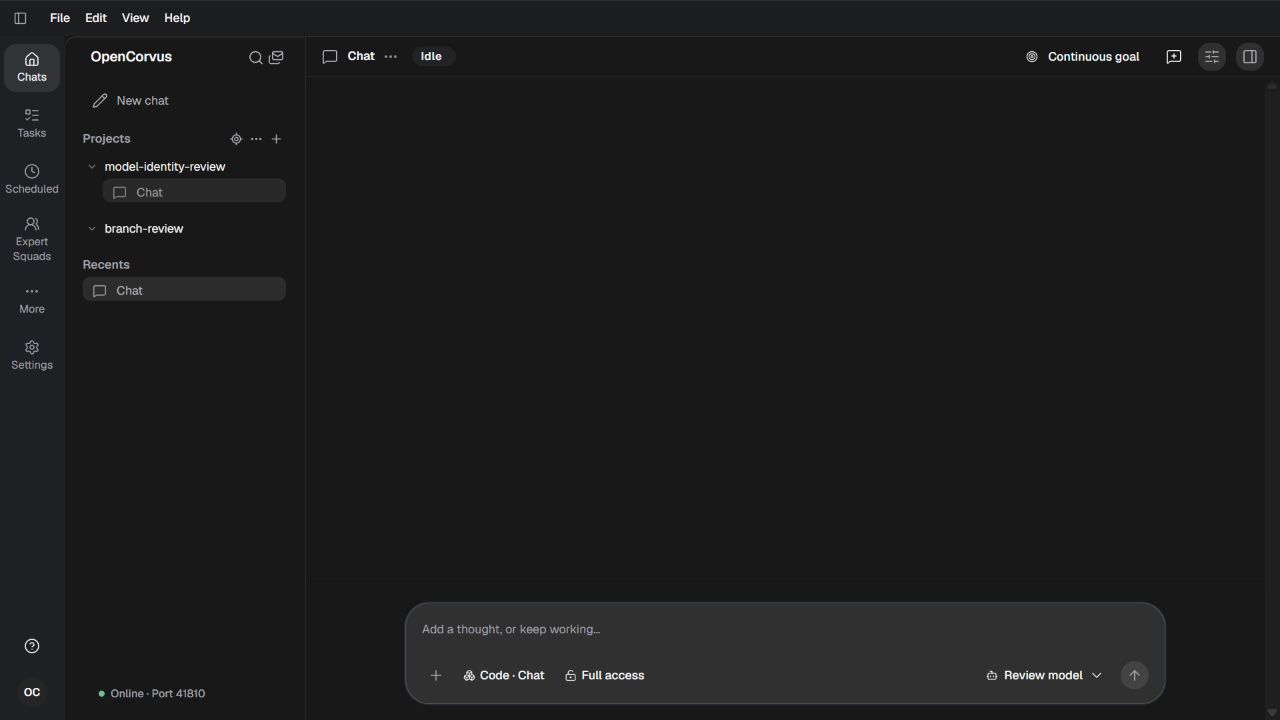 File Edit View Help
Chats
Tasks
Scheduled
Expert
Squads
More
Settings
OC
OpenCorvus
New chat
Projects
model-identity-review
Chat
branch-review
Recents
Chat
Online · Port 41810
Chat ··· Idle
Continuous goal
Add a thought, or keep working...
Code · Chat
Full access
Review model